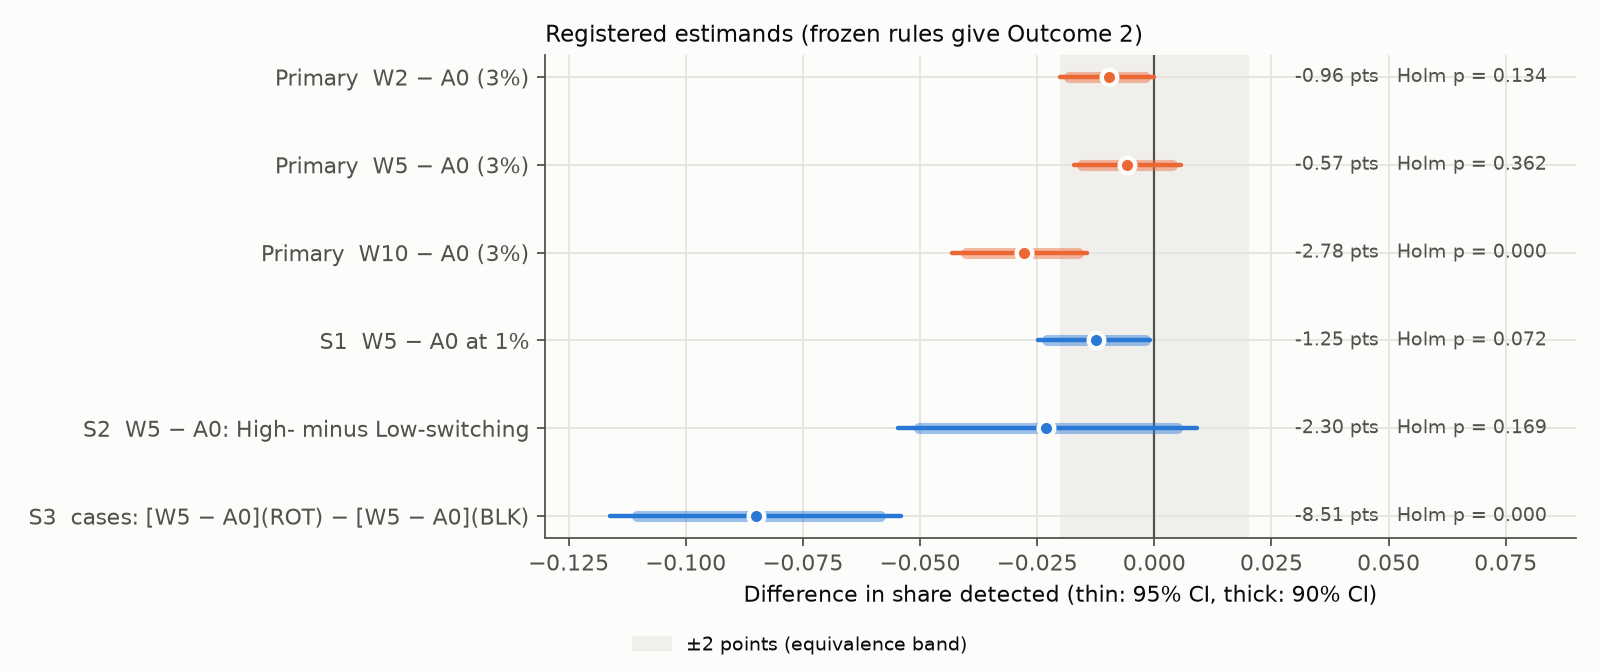 Registered estimands (frozen rules give Outcome 2)
Primary  W2 − A0 (3%)
-0.96 pts   Holm p = 0.134
Primary  W5 − A0 (3%)
-0.57 pts   Holm p = 0.362
Primary  W10 − A0 (3%)
-2.78 pts   Holm p = 0.000
S1  W5 − A0 at 1%
-1.25 pts   Holm p = 0.072
S2  W5 − A0: High- minus Low-switching
-2.30 pts   Holm p = 0.169
S3  cases: [W5 − A0](ROT) − [W5 − A0](BLK)
-8.51 pts   Holm p = 0.000
−0.125 −0.100 −0.075 −0.050 −0.025 0.000 0.025 0.050 0.075
Difference in share detected (thin: 95% CI, thick: 90% CI)
±2 points (equivalence band)